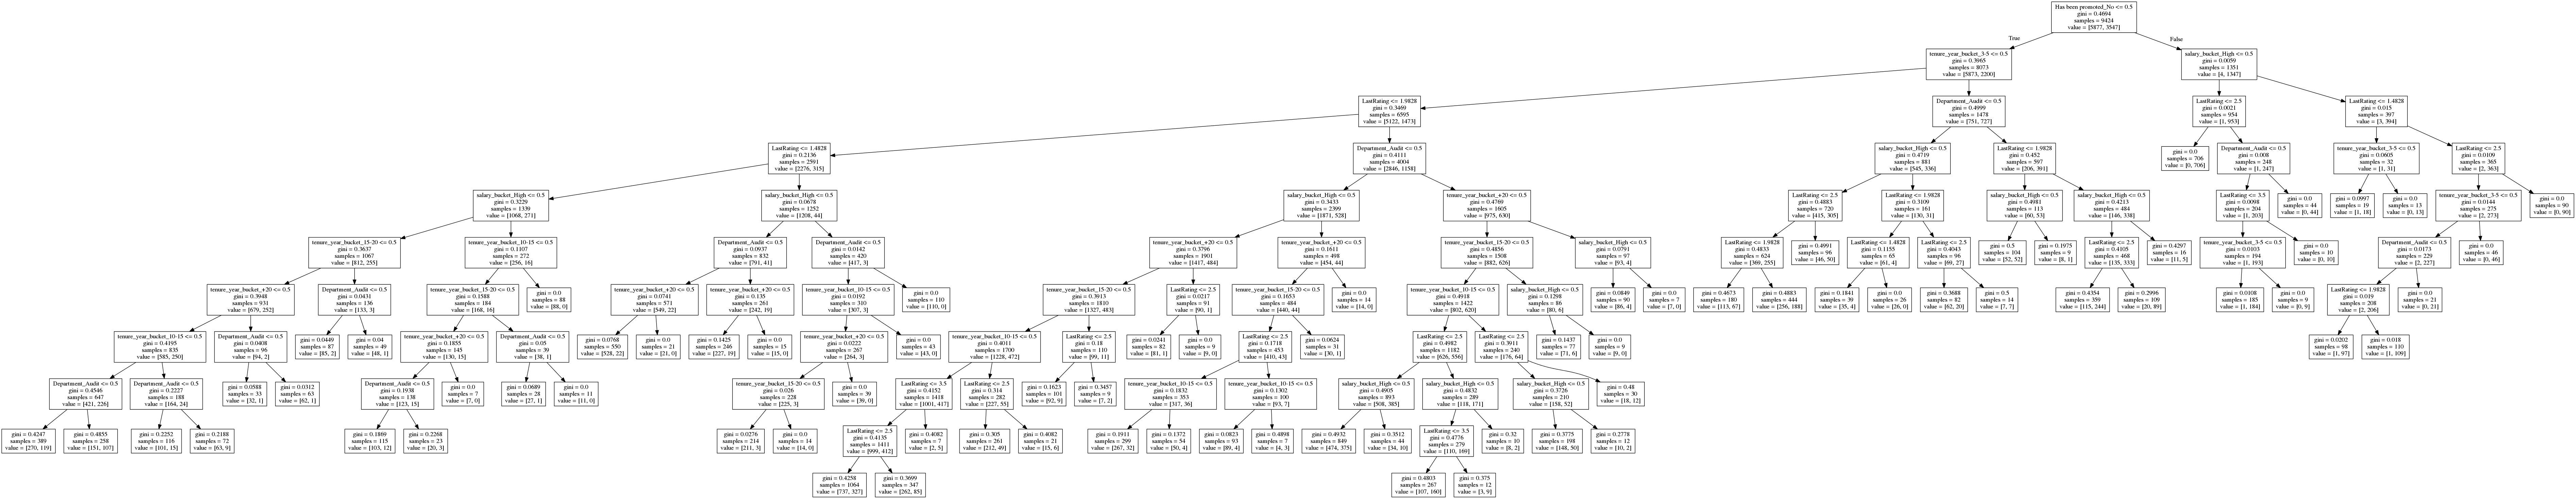 Has been promoted_No <= 0.5
gini = 0.4694
samples = 9424
value = [5877, 3547]
True
False
tenure_year_bucket_3-5 <= 0.5
gini = 0.3965
samples = 8073
value = [5873, 2200]
salary_bucket_High <= 0.5
gini = 0.0059
samples = 1351
value = [4, 1347]
LastRating <= 1.9828
gini = 0.3469
samples = 6595
value = [5122, 1473]
Department_Audit <= 0.5
gini = 0.4999
samples = 1478
value = [751, 727]
LastRating <= 2.5
gini = 0.0021
samples = 954
value = [1, 953]
LastRating <= 1.4828
gini = 0.015
samples = 397
value = [3, 394]
LastRating <= 1.4828
gini = 0.2136
samples = 2591
value = [2276, 315]
Department_Audit <= 0.5
gini = 0.4111
samples = 4004
value = [2846, 1158]
salary_bucket_High <= 0.5
gini = 0.4719
samples = 881
value = [545, 336]
LastRating <= 1.9828
gini = 0.452
samples = 597
value = [206, 391]
gini = 0.0
samples = 706
value = [0, 706]
Department_Audit <= 0.5
gini = 0.008
samples = 248
value = [1, 247]
tenure_year_bucket_3-5 <= 0.5
gini = 0.0605
samples = 32
value = [1, 31]
LastRating <= 2.5
gini = 0.0109
samples = 365
value = [2, 363]
salary_bucket_High <= 0.5
gini = 0.3229
samples = 1339
value = [1068, 271]
salary_bucket_High <= 0.5
gini = 0.0678
samples = 1252
value = [1208, 44]
salary_bucket_High <= 0.5
gini = 0.3433
samples = 2399
value = [1871, 528]
tenure_year_bucket_+20 <= 0.5
gini = 0.4769
samples = 1605
value = [975, 630]
LastRating <= 2.5
gini = 0.4883
samples = 720
value = [415, 305]
LastRating <= 1.9828
gini = 0.3109
samples = 161
value = [130, 31]
salary_bucket_High <= 0.5
gini = 0.4981
samples = 113
value = [60, 53]
salary_bucket_High <= 0.5
gini = 0.4213
samples = 484
value = [146, 338]
LastRating <= 3.5
gini = 0.0098
samples = 204
value = [1, 203]
gini = 0.0
samples = 44
value = [0, 44]
gini = 0.0997
samples = 19
value = [1, 18]
gini = 0.0
samples = 13
value = [0, 13]
tenure_year_bucket_3-5 <= 0.5
gini = 0.0144
samples = 275
value = [2, 273]
gini = 0.0
samples = 90
value = [0, 90]
tenure_year_bucket_15-20 <= 0.5
gini = 0.3637
samples = 1067
value = [812, 255]
tenure_year_bucket_10-15 <= 0.5
gini = 0.1107
samples = 272
value = [256, 16]
Department_Audit <= 0.5
gini = 0.0937
samples = 832
value = [791, 41]
Department_Audit <= 0.5
gini = 0.0142
samples = 420
value = [417, 3]
tenure_year_bucket_+20 <= 0.5
gini = 0.3796
samples = 1901
value = [1417, 484]
tenure_year_bucket_+20 <= 0.5
gini = 0.1611
samples = 498
value = [454, 44]
tenure_year_bucket_15-20 <= 0.5
gini = 0.4856
samples = 1508
value = [882, 626]
salary_bucket_High <= 0.5
gini = 0.0791
samples = 97
value = [93, 4]
LastRating <= 1.9828
gini = 0.4833
samples = 624
value = [369, 255]
gini = 0.4991
samples = 96
value = [46, 50]
LastRating <= 1.4828
gini = 0.1155
samples = 65
value = [61, 4]
LastRating <= 2.5
gini = 0.4043
samples = 96
value = [69, 27]
gini = 0.5
samples = 104
value = [52, 52]
gini = 0.1975
samples = 9
value = [8, 1]
LastRating <= 2.5
gini = 0.4105
samples = 468
value = [135, 333]
gini = 0.4297
samples = 16
value = [11, 5]
tenure_year_bucket_3-5 <= 0.5
gini = 0.0103
samples = 194
value = [1, 193]
gini = 0.0
samples = 10
value = [0, 10]
Department_Audit <= 0.5
gini = 0.0173
samples = 229
value = [2, 227]
gini = 0.0
samples = 46
value = [0, 46]
tenure_year_bucket_+20 <= 0.5
gini = 0.3948
samples = 931
value = [679, 252]
Department_Audit <= 0.5
gini = 0.0431
samples = 136
value = [133, 3]
tenure_year_bucket_15-20 <= 0.5
gini = 0.1588
samples = 184
value = [168, 16]
gini = 0.0
samples = 88
value = [88, 0]
tenure_year_bucket_+20 <= 0.5
gini = 0.0741
samples = 571
value = [549, 22]
tenure_year_bucket_+20 <= 0.5
gini = 0.135
samples = 261
value = [242, 19]
tenure_year_bucket_10-15 <= 0.5
gini = 0.0192
samples = 310
value = [307, 3]
gini = 0.0
samples = 110
value = [110, 0]
tenure_year_bucket_15-20 <= 0.5
gini = 0.3913
samples = 1810
value = [1327, 483]
LastRating <= 2.5
gini = 0.0217
samples = 91
value = [90, 1]
tenure_year_bucket_15-20 <= 0.5
gini = 0.1653
samples = 484
value = [440, 44]
gini = 0.0
samples = 14
value = [14, 0]
tenure_year_bucket_10-15 <= 0.5
gini = 0.4918
samples = 1422
value = [802, 620]
salary_bucket_High <= 0.5
gini = 0.1298
samples = 86
value = [80, 6]
gini = 0.0849
samples = 90
value = [86, 4]
gini = 0.0
samples = 7
value = [7, 0]
gini = 0.4673
samples = 180
value = [113, 67]
gini = 0.4883
samples = 444
value = [256, 188]
gini = 0.1841
samples = 39
value = [35, 4]
gini = 0.0
samples = 26
value = [26, 0]
gini = 0.3688
samples = 82
value = [62, 20]
gini = 0.5
samples = 14
value = [7, 7]
gini = 0.4354
samples = 359
value = [115, 244]
gini = 0.2996
samples = 109
value = [20, 89]
gini = 0.0108
samples = 185
value = [1, 184]
gini = 0.0
samples = 9
value = [0, 9]
LastRating <= 1.9828
gini = 0.019
samples = 208
value = [2, 206]
gini = 0.0
samples = 21
value = [0, 21]
tenure_year_bucket_10-15 <= 0.5
gini = 0.4195
samples = 835
value = [585, 250]
Department_Audit <= 0.5
gini = 0.0408
samples = 96
value = [94, 2]
gini = 0.0449
samples = 87
value = [85, 2]
gini = 0.04
samples = 49
value = [48, 1]
tenure_year_bucket_+20 <= 0.5
gini = 0.1855
samples = 145
value = [130, 15]
Department_Audit <= 0.5
gini = 0.05
samples = 39
value = [38, 1]
gini = 0.0768
samples = 550
value = [528, 22]
gini = 0.0
samples = 21
value = [21, 0]
gini = 0.1425
samples = 246
value = [227, 19]
gini = 0.0
samples = 15
value = [15, 0]
tenure_year_bucket_+20 <= 0.5
gini = 0.0222
samples = 267
value = [264, 3]
gini = 0.0
samples = 43
value = [43, 0]
tenure_year_bucket_10-15 <= 0.5
gini = 0.4011
samples = 1700
value = [1228, 472]
LastRating <= 2.5
gini = 0.18
samples = 110
value = [99, 11]
gini = 0.0241
samples = 82
value = [81, 1]
gini = 0.0
samples = 9
value = [9, 0]
LastRating <= 2.5
gini = 0.1718
samples = 453
value = [410, 43]
gini = 0.0624
samples = 31
value = [30, 1]
LastRating <= 2.5
gini = 0.4982
samples = 1182
value = [626, 556]
LastRating <= 2.5
gini = 0.3911
samples = 240
value = [176, 64]
gini = 0.1437
samples = 77
value = [71, 6]
gini = 0.0
samples = 9
value = [9, 0]
gini = 0.0202
samples = 98
value = [1, 97]
gini = 0.018
samples = 110
value = [1, 109]
Department_Audit <= 0.5
gini = 0.4546
samples = 647
value = [421, 226]
Department_Audit <= 0.5
gini = 0.2227
samples = 188
value = [164, 24]
gini = 0.0588
samples = 33
value = [32, 1]
gini = 0.0312
samples = 63
value = [62, 1]
Department_Audit <= 0.5
gini = 0.1938
samples = 138
value = [123, 15]
gini = 0.0
samples = 7
value = [7, 0]
gini = 0.0689
samples = 28
value = [27, 1]
gini = 0.0
samples = 11
value = [11, 0]
tenure_year_bucket_15-20 <= 0.5
gini = 0.026
samples = 228
value = [225, 3]
gini = 0.0
samples = 39
value = [39, 0]
LastRating <= 3.5
gini = 0.4152
samples = 1418
value = [1001, 417]
LastRating <= 2.5
gini = 0.314
samples = 282
value = [227, 55]
gini = 0.1623
samples = 101
value = [92, 9]
gini = 0.3457
samples = 9
value = [7, 2]
tenure_year_bucket_10-15 <= 0.5
gini = 0.1832
samples = 353
value = [317, 36]
tenure_year_bucket_10-15 <= 0.5
gini = 0.1302
samples = 100
value = [93, 7]
salary_bucket_High <= 0.5
gini = 0.4905
samples = 893
value = [508, 385]
salary_bucket_High <= 0.5
gini = 0.4832
samples = 289
value = [118, 171]
salary_bucket_High <= 0.5
gini = 0.3726
samples = 210
value = [158, 52]
gini = 0.48
samples = 30
value = [18, 12]
gini = 0.4247
samples = 389
value = [270, 119]
gini = 0.4855
samples = 258
value = [151, 107]
gini = 0.2252
samples = 116
value = [101, 15]
gini = 0.2188
samples = 72
value = [63, 9]
gini = 0.1869
samples = 115
value = [103, 12]
gini = 0.2268
samples = 23
value = [20, 3]
gini = 0.0276
samples = 214
value = [211, 3]
gini = 0.0
samples = 14
value = [14, 0]
LastRating <= 2.5
gini = 0.4135
samples = 1411
value = [999, 412]
gini = 0.4082
samples = 7
value = [2, 5]
gini = 0.305
samples = 261
value = [212, 49]
gini = 0.4082
samples = 21
value = [15, 6]
gini = 0.1911
samples = 299
value = [267, 32]
gini = 0.1372
samples = 54
value = [50, 4]
gini = 0.0823
samples = 93
value = [89, 4]
gini = 0.4898
samples = 7
value = [4, 3]
gini = 0.4932
samples = 849
value = [474, 375]
gini = 0.3512
samples = 44
value = [34, 10]
LastRating <= 3.5
gini = 0.4776
samples = 279
value = [110, 169]
gini = 0.32
samples = 10
value = [8, 2]
gini = 0.3775
samples = 198
value = [148, 50]
gini = 0.2778
samples = 12
value = [10, 2]
gini = 0.4258
samples = 1064
value = [737, 327]
gini = 0.3699
samples = 347
value = [262, 85]
gini = 0.4803
samples = 267
value = [107, 160]
gini = 0.375
samples = 12
value = [3, 9]